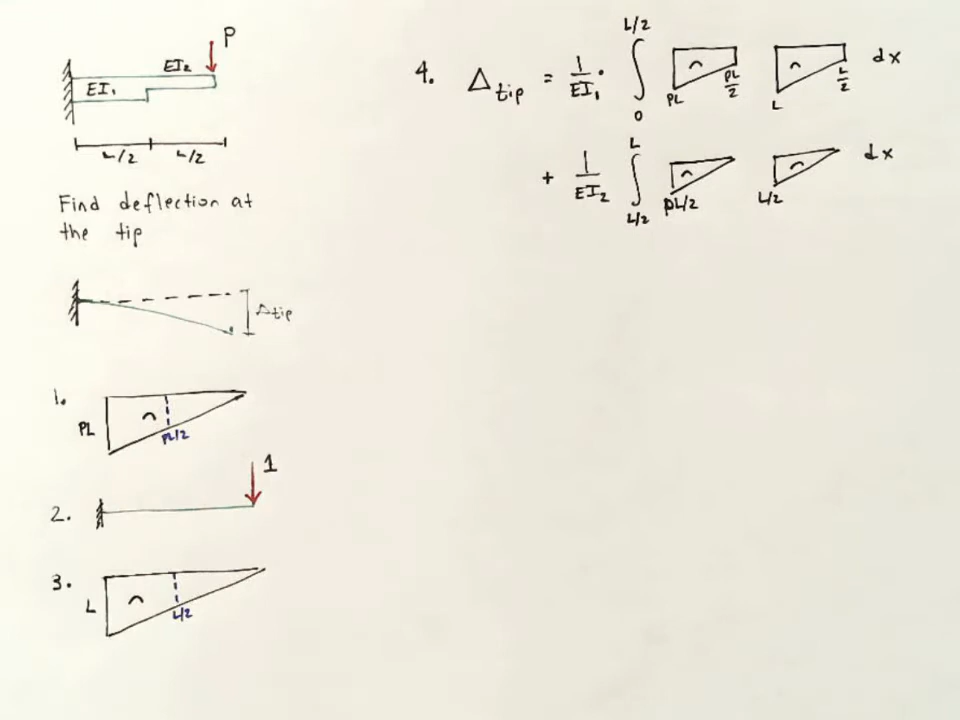 P
EI₂
EI₁
L/2 L/2
Find deflection at
the tip
Δtip
1.
PL
PL/2
1
2.
3.
L
L/2
4. Δtip = 1/EI₁ ∫ 0 L/2 PL PL/2 L L/2 dx
+ 1/EI₂ ∫ L/2 L PL/2 L/2 dx